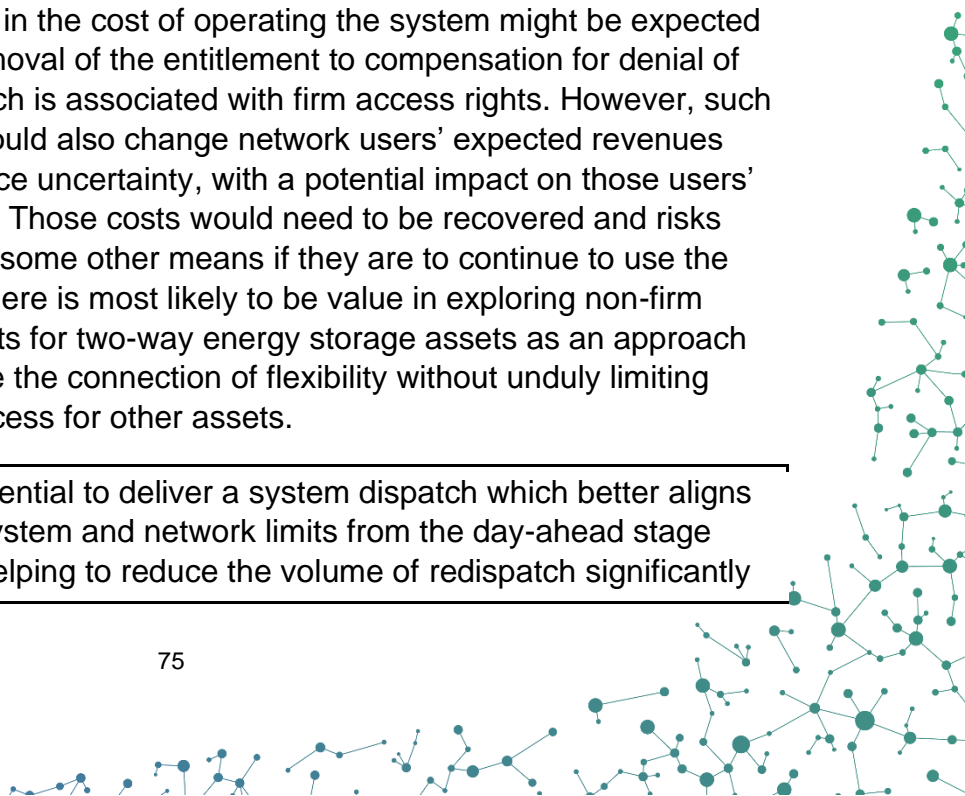 in the cost of operating the system might be expected
moval of the entitlement to compensation for denial of
ch is associated with firm access rights. However, such
ould also change network users’ expected revenues
ce uncertainty, with a potential impact on those users’
Those costs would need to be recovered and risks
some other means if they are to continue to use the
ere is most likely to be value in exploring non-firm
ts for two-way energy storage assets as an approach
e the connection of flexibility without unduly limiting
cess for other assets.
ential to deliver a system dispatch which better aligns
ystem and network limits from the day-ahead stage
elping to reduce the volume of redispatch significantly
75